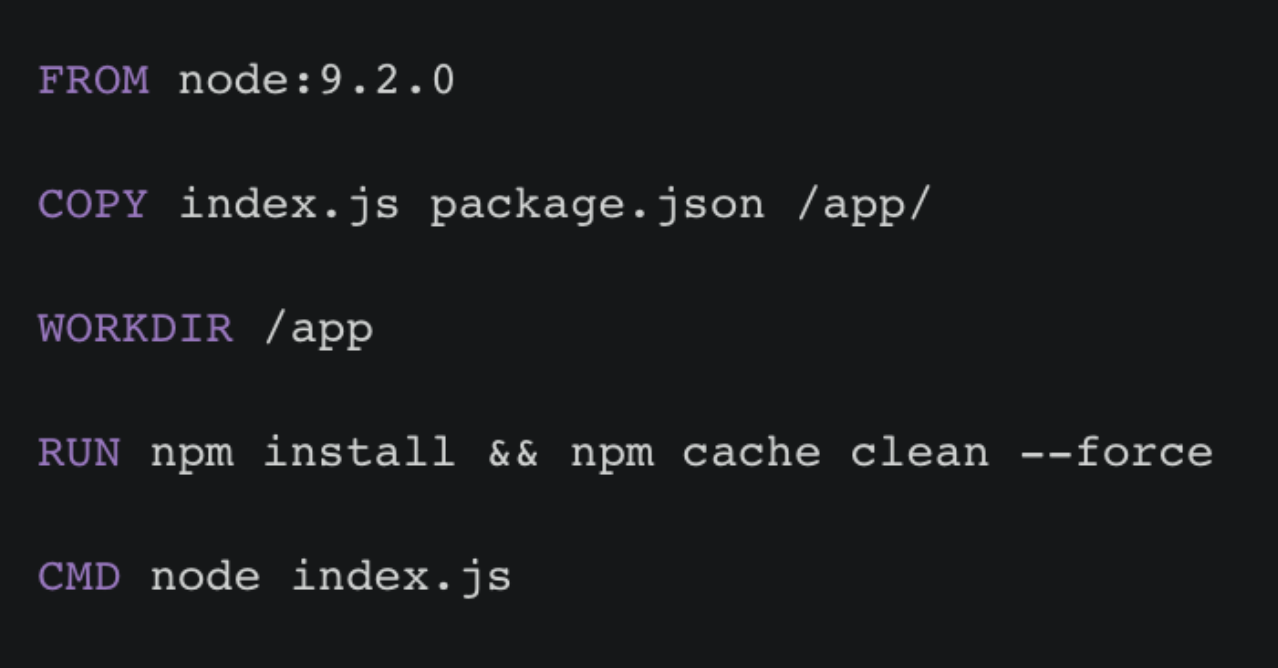 FROM node:9.2.0
COPY index.js package.json /app/
WORKDIR /app
RUN npm install && npm cache clean --force
CMD node index.js